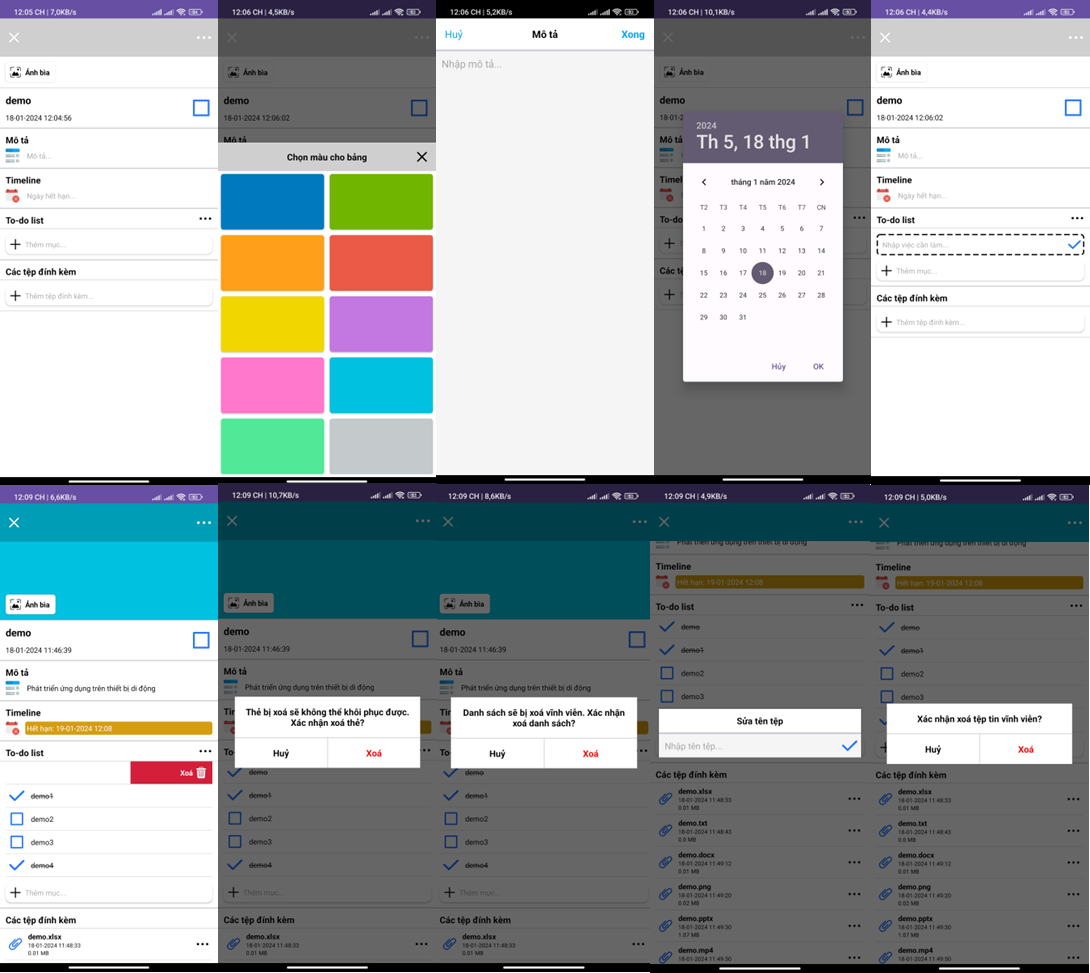 12:05 CH | 7,0KB/s
Ảnh bìa
demo
18-01-2024 12:04:56
Mô tả
Mô tả...
Timeline
Ngày hết hạn...
To-do list
Thêm mục...
Các tệp đính kèm
Thêm tệp đính kèm...
12:06 CH | 4,5KB/s
Ảnh bìa
demo
18-01-2024 12:06:02
Mô tả
Chọn màu cho bảng
12:06 CH | 5,2KB/s
Huỷ
Mô tả
Xong
Nhập mô tả...
12:06 CH | 10,1KB/s
Ảnh bìa
demo
18-0
Mô tả
Timel
To-do
Các tệ
2024
Th 5, 18 thg 1
tháng 1 năm 2024
T2 T3 T4 T5 T6 T7 CN
1 2 3 4 5 6 7
8 9 10 11 12 13 14
15 16 17 18 19 20 21
22 23 24 25 26 27 28
29 30 31
Hủy
OK
12:06 CH | 4,4KB/s
Ảnh bìa
demo
18-01-2024 12:06:02
Mô tả
Mô tả...
Timeline
Ngày hết hạn...
To-do list
Nhập việc cần làm...
Thêm mục...
Các tệp đính kèm
Thêm tệp đính kèm...
12:09 CH | 6,6KB/s
Ảnh bìa
demo
18-01-2024 11:46:39
Mô tả
Phát triển ứng dụng trên thiết bị di động
Timeline
Hết hạn: 19-01-2024 12:08
To-do list
Xoá
demo1
demo2
demo3
demo4
Thêm mục...
Các tệp đính kèm
demo.xlsx
18-01-2024 11:48:33
0.01 MB
12:09 CH | 10,7KB/s
Ảnh bìa
demo
18-01-2024 11:46:39
Mô tả
Phát triển ứng dụng trên thiết bị di động
Thẻ bị xoá sẽ không thể khôi phục được.
Xác nhận xoá thẻ?
Huỷ
Xoá
demo
demo1
demo2
demo3
demo4
Thêm mục...
Các tệp đính kèm
demo.xlsx
18-01-2024 11:48:33
0.01 MB
12:09 CH | 8,6KB/s
Ảnh bìa
demo
18-01-2024 11:46:39
Mô tả
Phát triển ứng dụng trên thiết bị di động
Danh sách sẽ bị xoá vĩnh viễn. Xác nhận
xoá danh sách?
Huỷ
Xoá
demo
demo1
demo2
demo3
demo4
Thêm mục...
Các tệp đính kèm
demo.xlsx
18-01-2024 11:48:33
0.01 MB
12:09 CH | 4,9KB/s
Phát triển ứng dụng trên thiết bị di động
Timeline
Hết hạn: 19-01-2024 12:08
To-do list
demo
demo1
demo2
demo3
Sửa tên tệp
Nhập tên tệp...
Các tệp đính kèm
demo.xlsx
18-01-2024 11:48:33
0.01 MB
demo.txt
18-01-2024 11:48:43
0.0 MB
demo.docx
18-01-2024 11:49:12
0.01 MB
demo.png
18-01-2024 11:49:20
0.02 MB
demo.pptx
18-01-2024 11:49:30
1.07 MB
demo.mp4
18-01-2024 11:49:50
12:09 CH | 5,0KB/s
Phát triển ứng dụng trên thiết bị di động
Timeline
Hết hạn: 19-01-2024 12:08
To-do list
demo
demo1
demo2
demo3
Xác nhận xoá tệp tin vĩnh viễn?
Huỷ
Xoá
Các tệp đính kèm
demo.xlsx
18-01-2024 11:48:33
0.01 MB
demo.txt
18-01-2024 11:48:43
0.0 MB
demo.docx
18-01-2024 11:49:12
0.01 MB
demo.png
18-01-2024 11:49:20
0.02 MB
demo.pptx
18-01-2024 11:49:30
1.07 MB
demo.mp4
18-01-2024 11:49:50